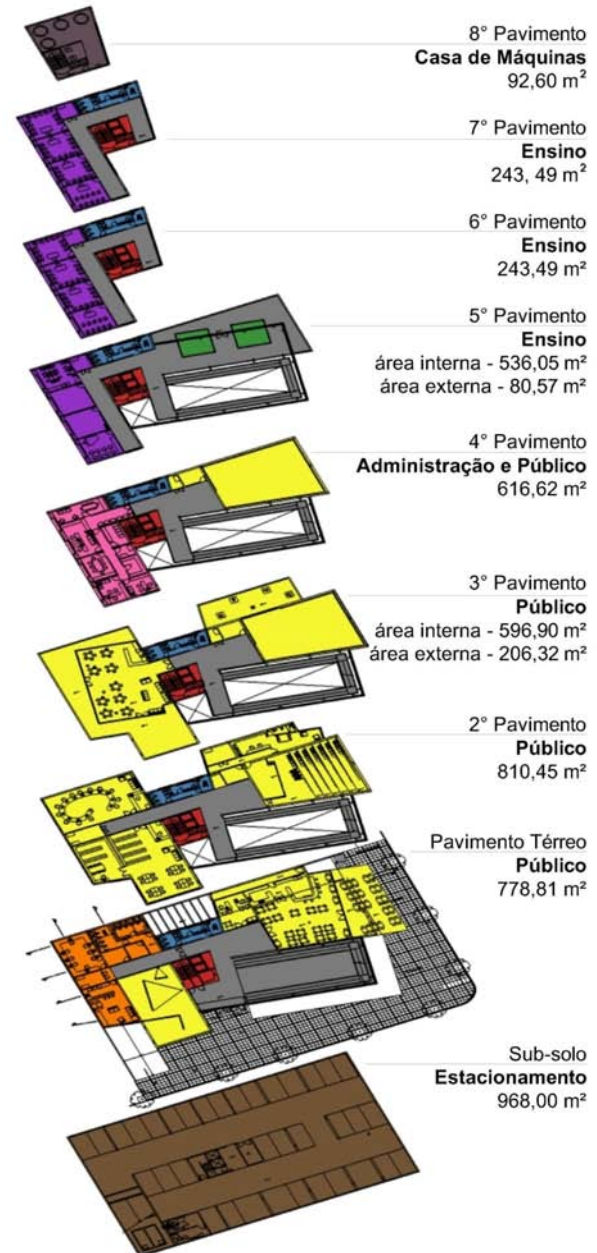 8° Pavimento
Casa de Máquinas
92,60 m²
7° Pavimento
Ensino
243, 49 m²
6° Pavimento
Ensino
243,49 m²
5° Pavimento
Ensino
área interna - 536,05 m²
área externa - 80,57 m²
4° Pavimento
Administração e Público
616,62 m²
3° Pavimento
Público
área interna - 596,90 m²
área externa - 206,32 m²
2° Pavimento
Público
810,45 m²
Pavimento Térreo
Público
778,81 m²
Sub-solo
Estacionamento
968,00 m²